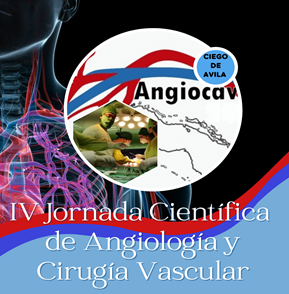 CIEGO
DE
AVILA
Angiocav
IV Jornada Científica
de Angiología y
Cirugía Vascular